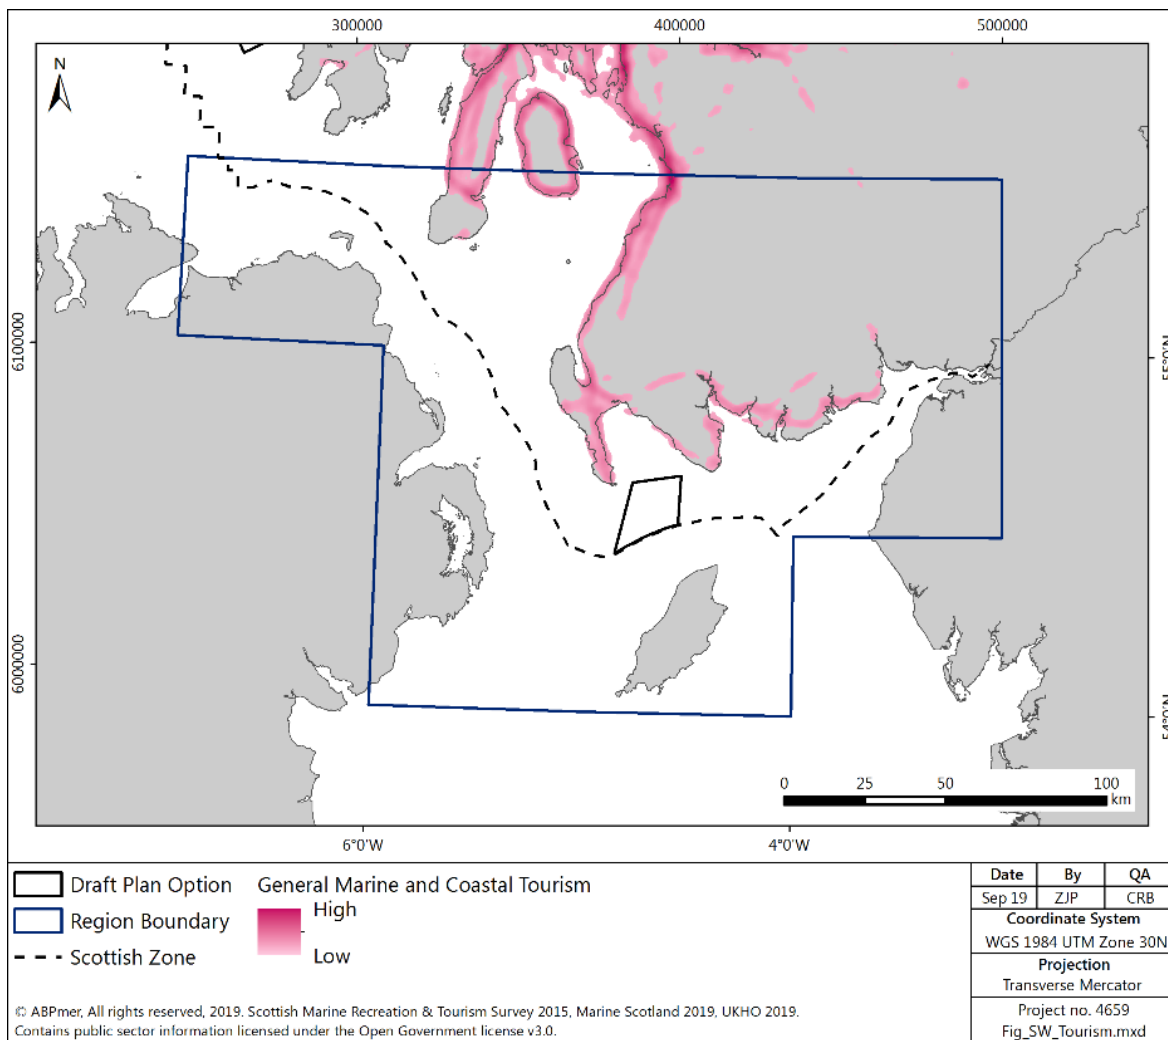 300000
400000
500000
N
6100000
55°0'N
6000000
54°0'N
0
25
50
100
km
6°0'W
4°0'W
Draft Plan Option
General Marine and Coastal Tourism
Region Boundary
High
Scottish Zone
Low
Date
By
QA
Sep 19
ZJP
CRB
Coordinate System
WGS 1984 UTM Zone 30N
Projection
Transverse Mercator
Project no. 4659
Fig_SW_Tourism.mxd
© ABPmer, All rights reserved, 2019. Scottish Marine Recreation & Tourism Survey 2015, Marine Scotland 2019, UKHO 2019.
Contains public sector information licensed under the Open Government license v3.0.